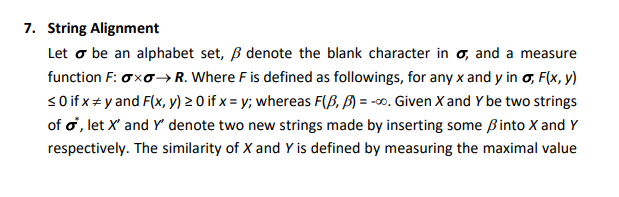 7. String Alignment
Let σ be an alphabet set, β denote the blank character in σ, and a measure
function F: σ×σ→ R. Where F is defined as followings, for any x and y in σ, F(x, y)
≤ 0 if x ≠ y and F(x, y) ≥ 0 if x = y; whereas F(β, β) = -∞. Given X and Y be two strings
of σ*, let X' and Y' denote two new strings made by inserting some β into X and Y
respectively. The similarity of X and Y is defined by measuring the maximal value